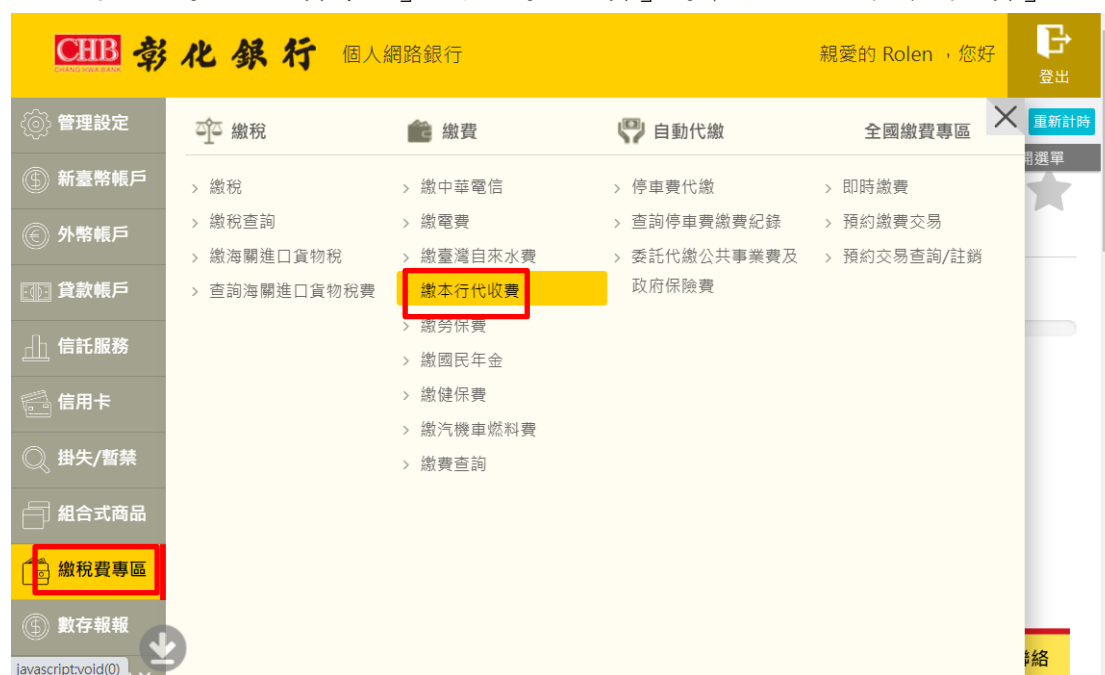 CHB 彰化銀行 個人網路銀行 親愛的 Rolen ，您好
CHANG HWA BANK
登出
管理設定
新臺幣帳戶
外幣帳戶
貸款帳戶
信託服務
信用卡
掛失/暫禁
組合式商品
繳稅費專區
數存報報
javascript:void(0)
繳稅
> 繳稅
> 繳稅查詢
> 繳海關進口貨物稅
> 查詢海關進口貨物稅費
繳費
> 繳中華電信
> 繳電費
> 繳臺灣自來水費
繳本行代收費
> 繳勞保費
> 繳國民年金
> 繳健保費
> 繳汽機車燃料費
> 繳費查詢
自動代繳
> 停車費代繳
> 查詢停車費繳費紀錄
> 委託代繳公共事業費及
政府保險費
全國繳費專區
> 即時繳費
> 預約繳費交易
> 預約交易查詢/註銷
重新計時
選單
絡